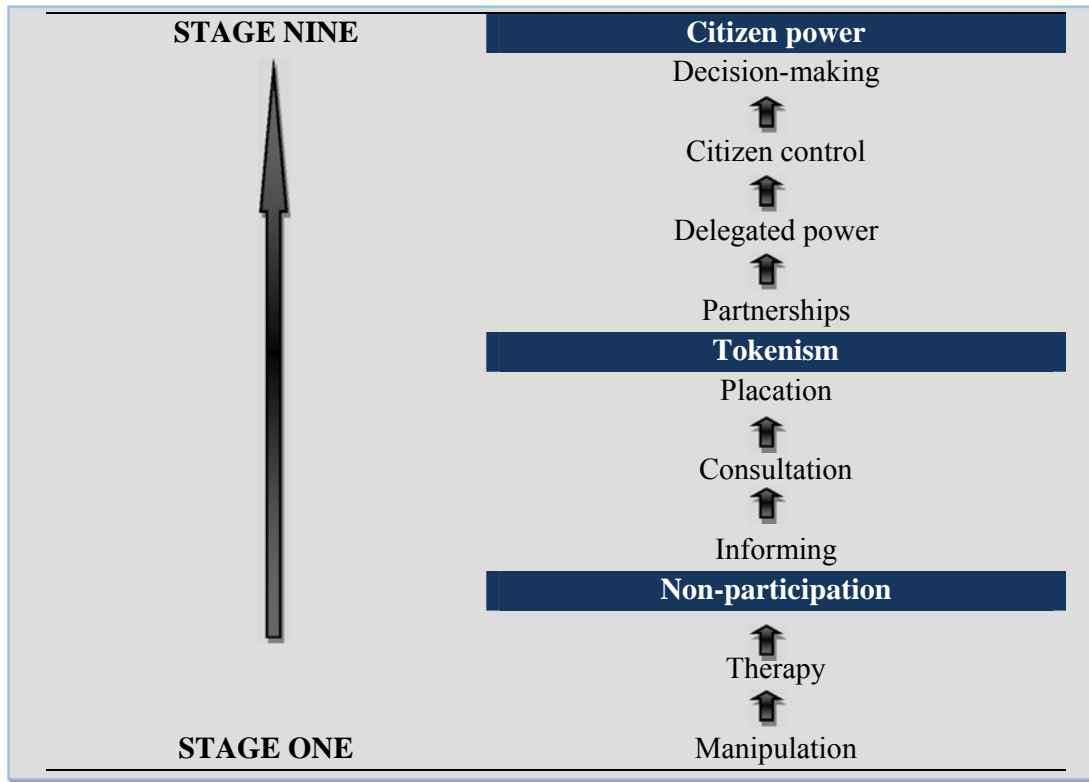 STAGE NINE
Citizen power
Decision-making
Citizen control
Delegated power
Partnerships
Tokenism
Placation
Consultation
Informing
Non-participation
Therapy
STAGE ONE
Manipulation